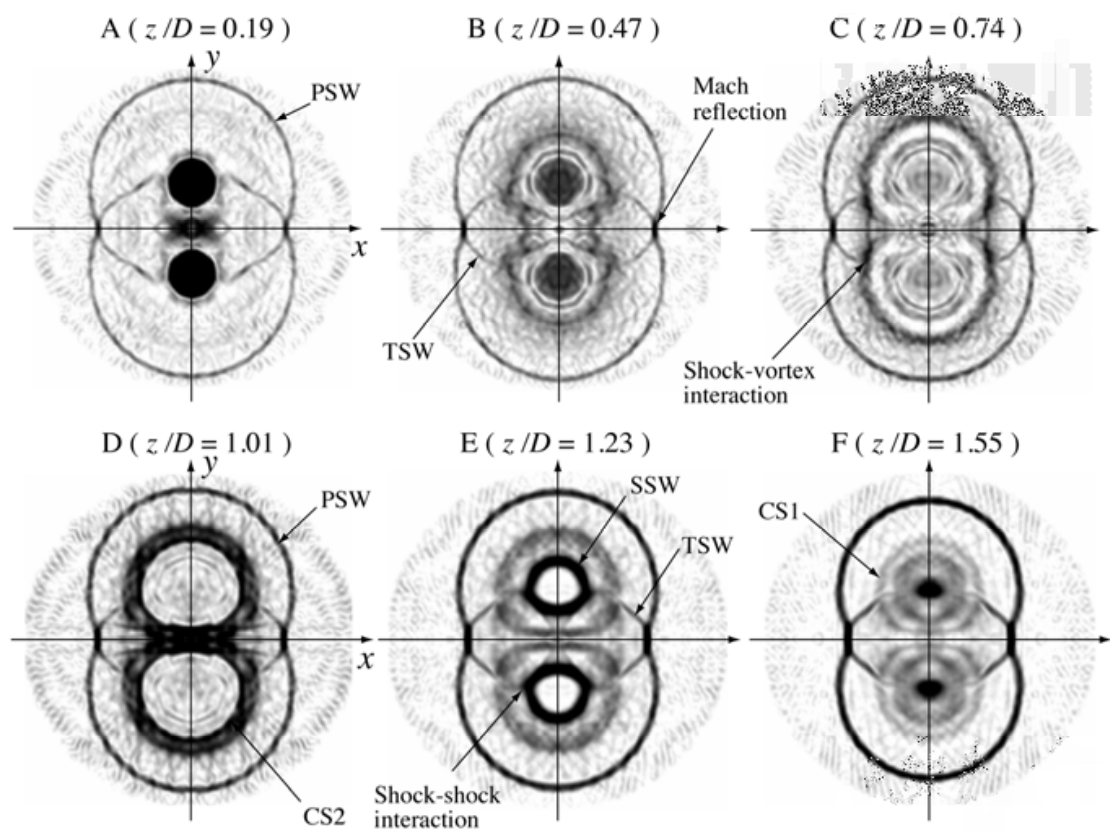 A ( z/D = 0.19 )
B ( z/D = 0.47 )
C ( z/D = 0.74 )
y
PSW
x
Mach
reflection
TSW
Shock-vortex
interaction
D ( z/D = 1.01 )
E ( z/D = 1.23 )
F ( z/D = 1.55 )
y
PSW
x
CS2
SSW
TSW
Shock-shock
interaction
CS1